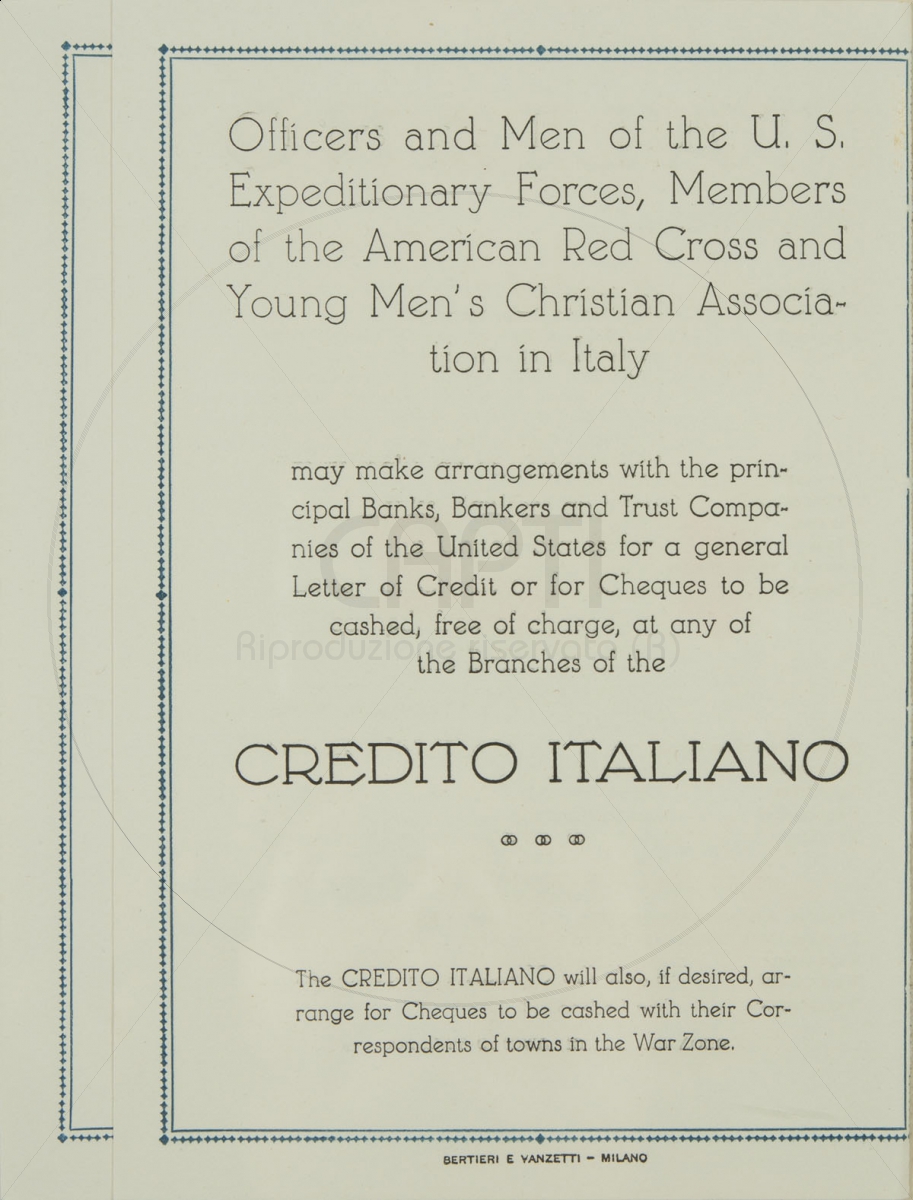 Officers and Men of the U. S.
Expeditionary Forces, Members
of the American Red Cross and
Young Men's Christian Associa-
tion in Italy
may make arrangements with the prin-
cipal Banks, Bankers and Trust Compa-
nies of the United States for a general
Letter of Credit or for Cheques to be
cashed, free of charge, at any of
the Branches of the
CAPTI
Riproduzione riservata (R)
CREDITO ITALIANO
The CREDITO ITALIANO will also, if desired, ar-
range for Cheques to be cashed with their Cor-
respondents of towns in the War Zone.
BERTIERI E VANZETTI - MILANO